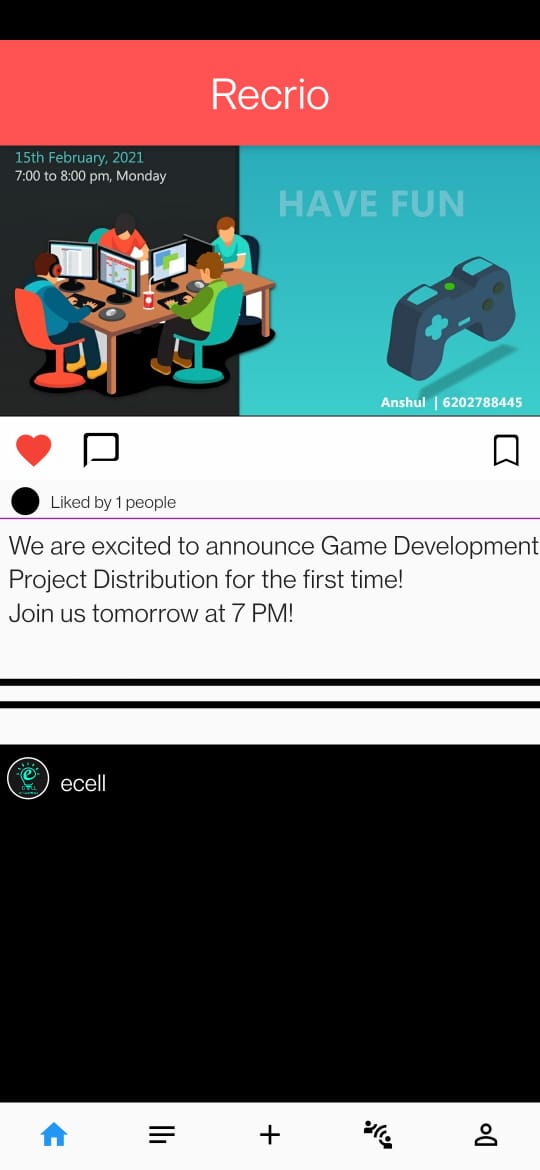 Recrio
15th February, 2021
7:00 to 8:00 pm, Monday
HAVE FUN
Anshul | 6202788445
Liked by 1 people
We are excited to announce Game Development
Project Distribution for the first time!
Join us tomorrow at 7 PM!
ecell